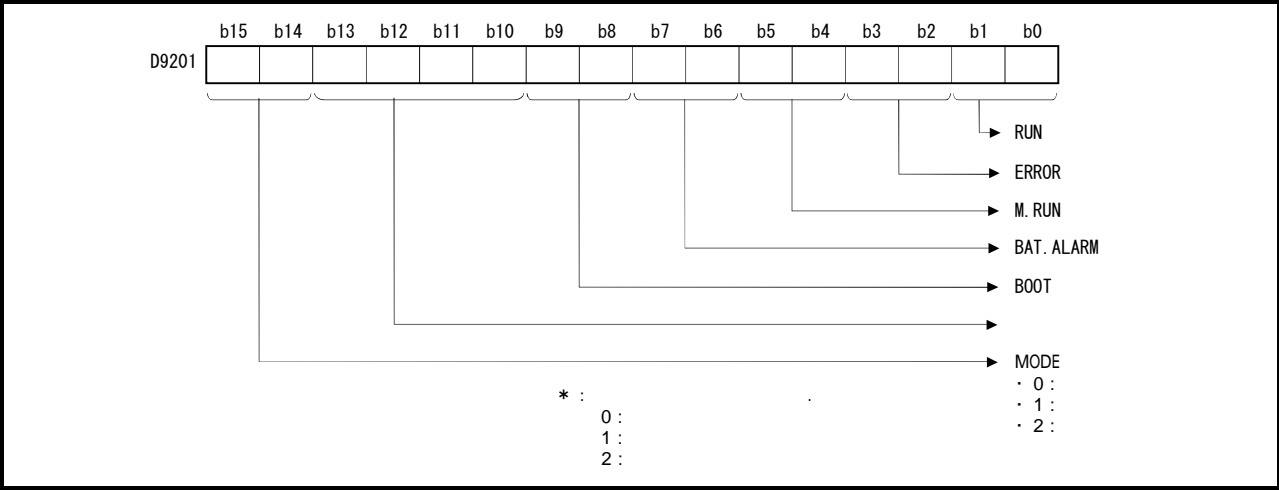 b15 b14 b13 b12 b11 b10 b9 b8 b7 b6 b5 b4 b3 b2 b1 b0
D9201
RUN
ERROR
M.RUN
BAT.ALARM
BOOT
MODE
・ 0 :
・ 1 :
・ 2 :
* : .
0 :
1 :
2 :